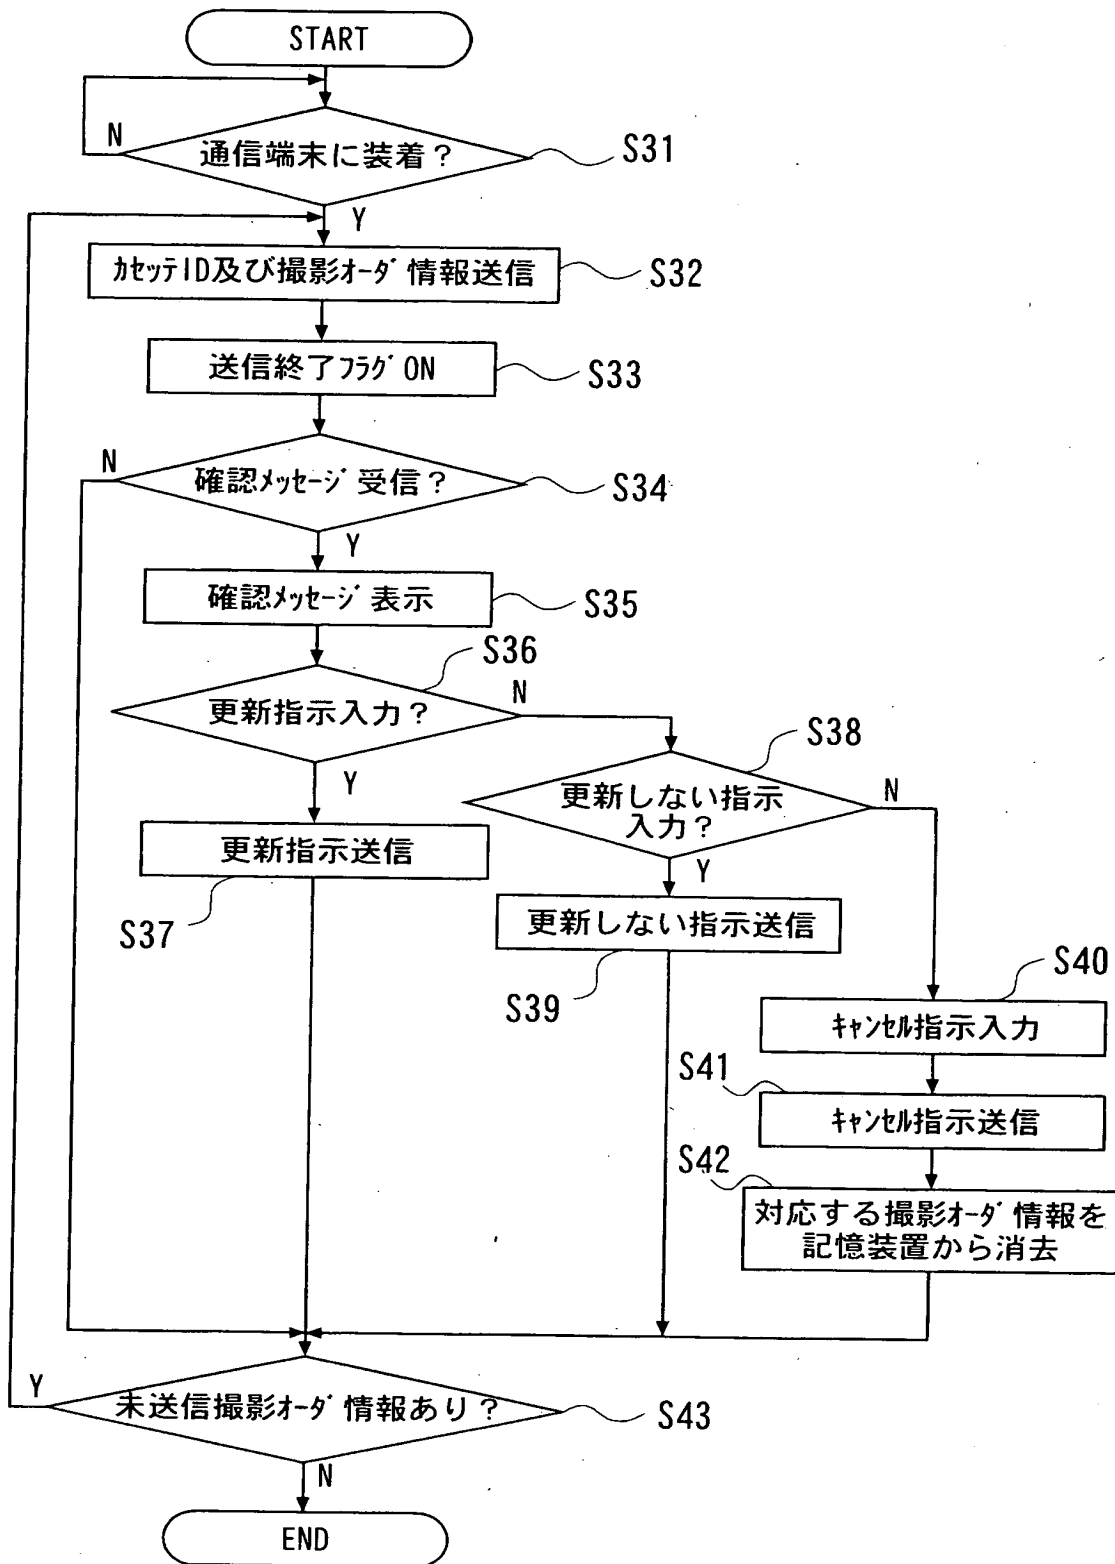 START
N
通信端末に装着?
S31
Y
カセッテID及び撮影オーダ情報送信
S32
送信終了フラグON
S33
N
確認メッセージ受信?
S34
Y
確認メッセージ表示
S35
S36
更新指示入力?
N
Y
S38
更新しない指示
入力?
N
Y
更新指示送信
S37
更新しない指示送信
S39
S40
キャンセル指示入力
S41
キャンセル指示送信
S42
対応する撮影オーダ情報を
記憶装置から消去
Y
未送信撮影オーダ情報あり?
S43
N
END